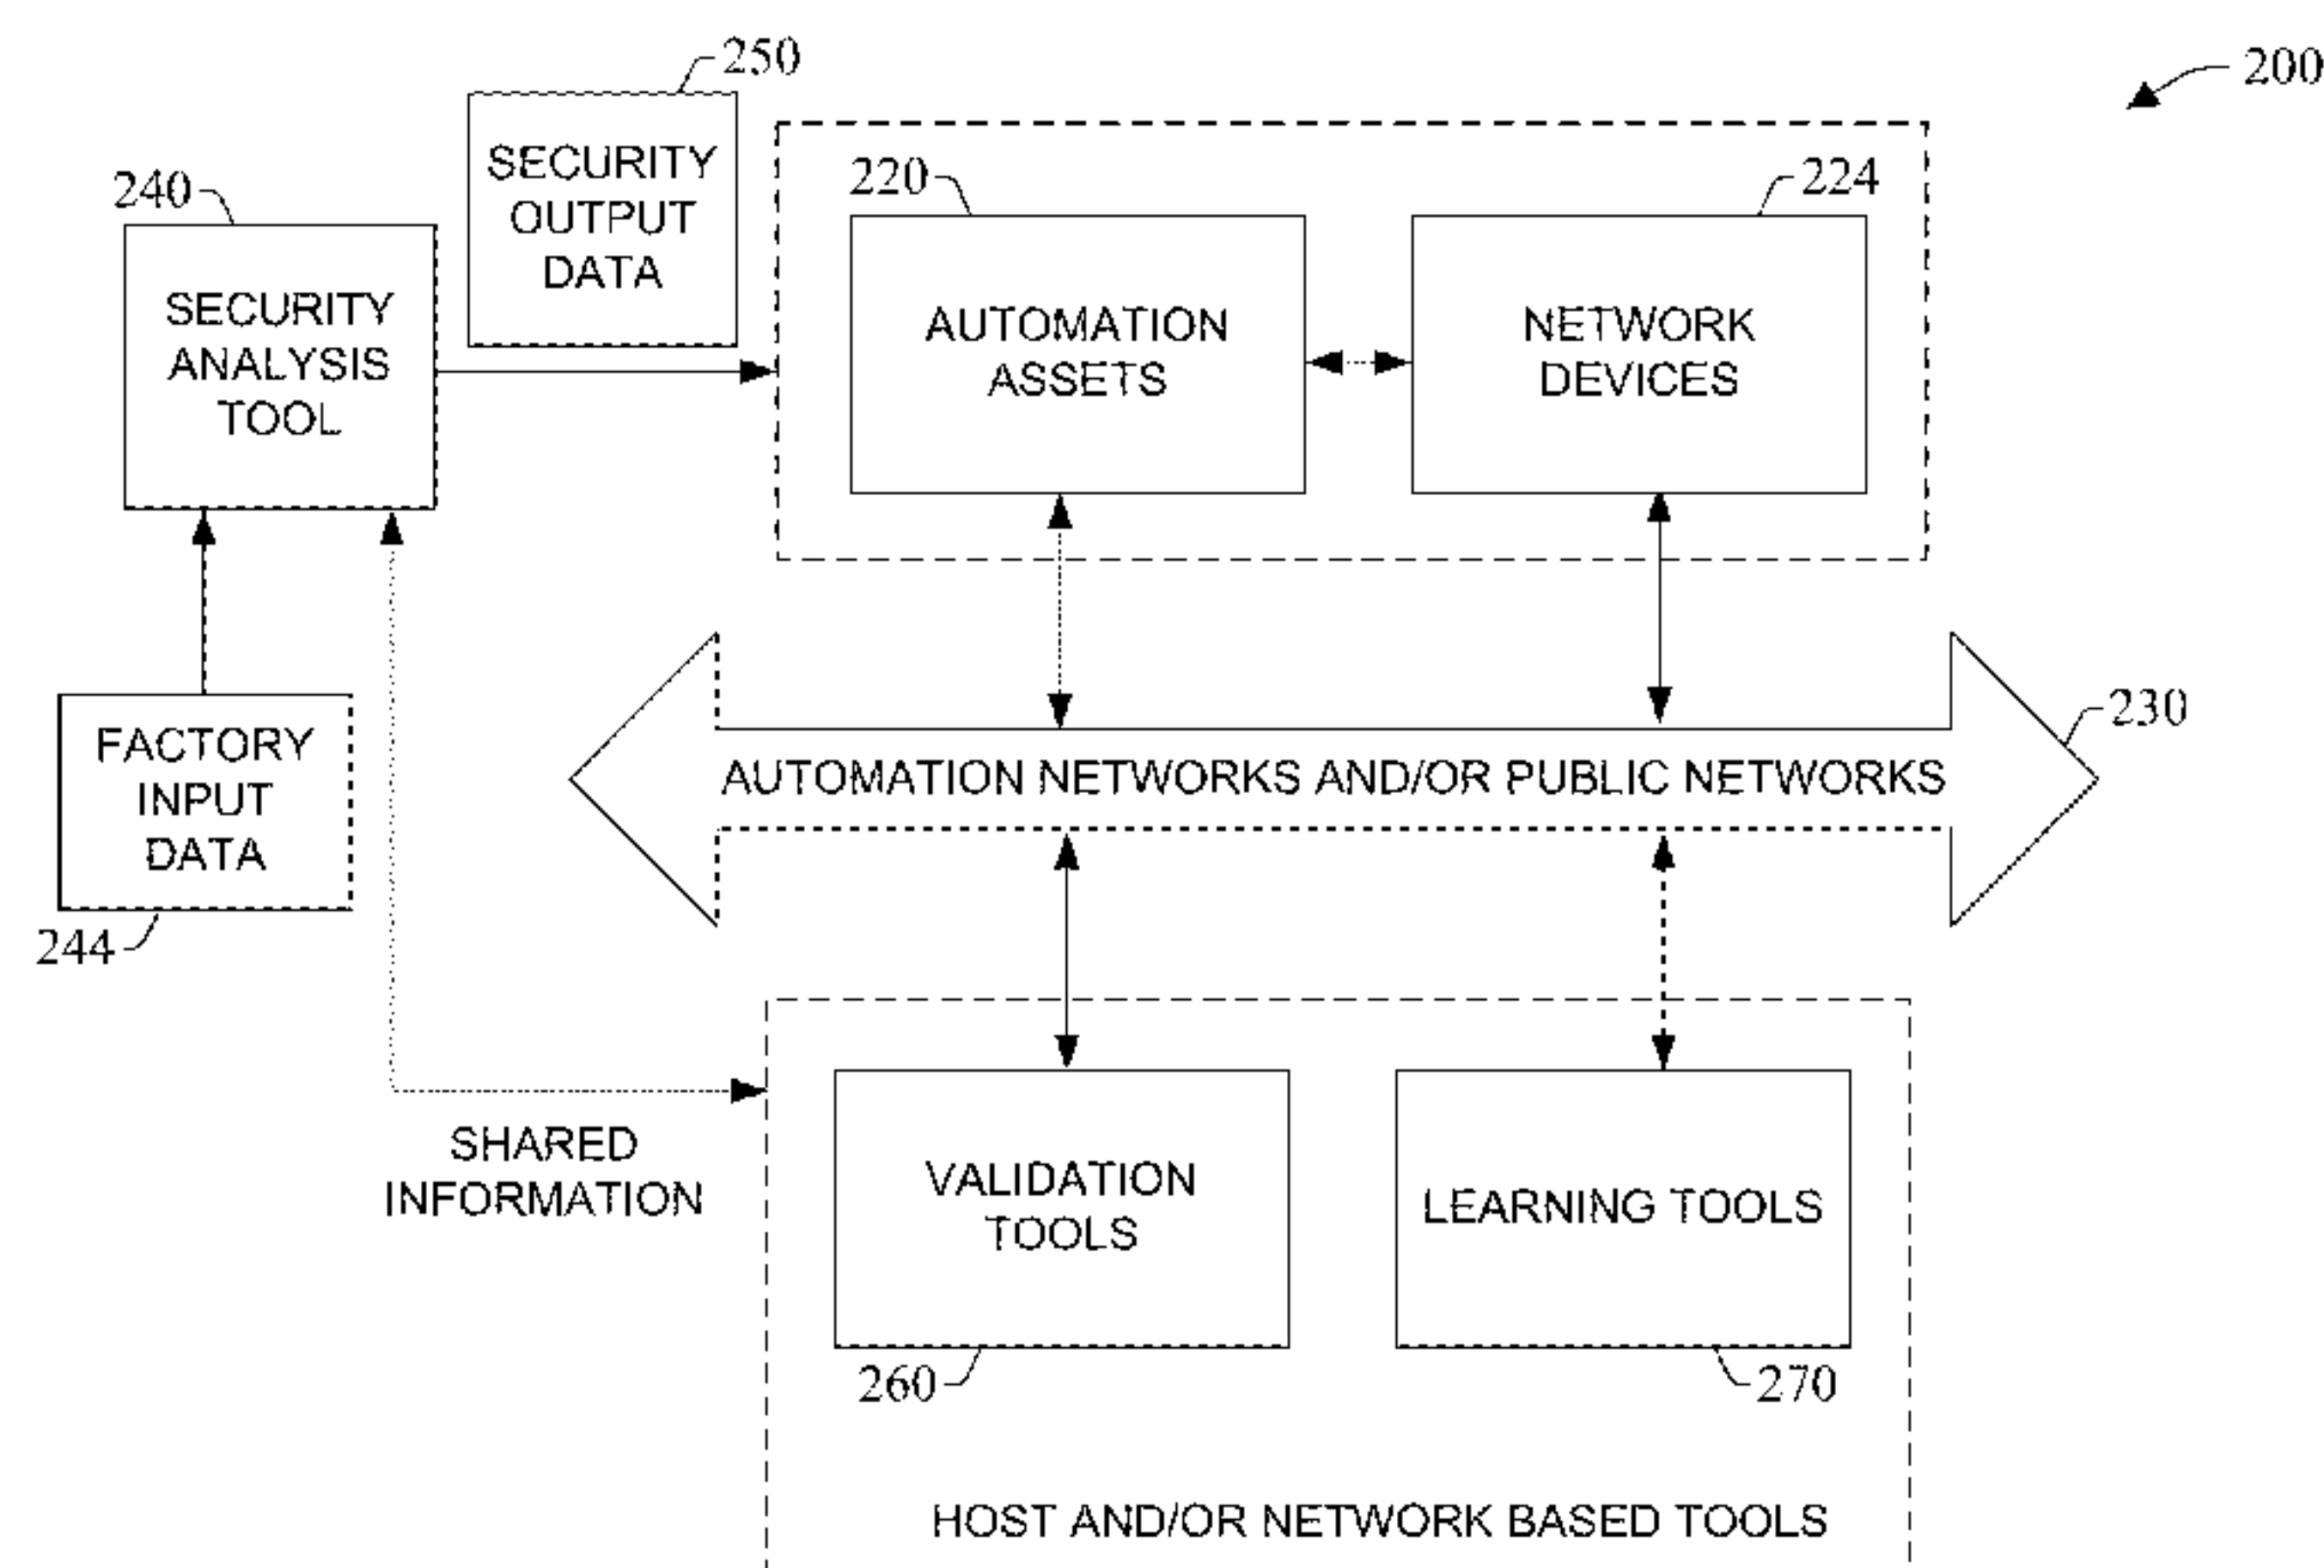 250
200
SECURITY
OUTPUT
DATA
240
220
224
SECURITY
ANALYSIS
TOOL
AUTOMATION
ASSETS
NETWORK
DEVICES
FACTORY
INPUT
DATA
244
230
AUTOMATION NETWORKS AND/OR PUBLIC NETWORKS
SHARED
INFORMATION
VALIDATION
TOOLS
LEARNING TOOLS
260
270
HOST AND/OR NETWORK BASED TOOLS